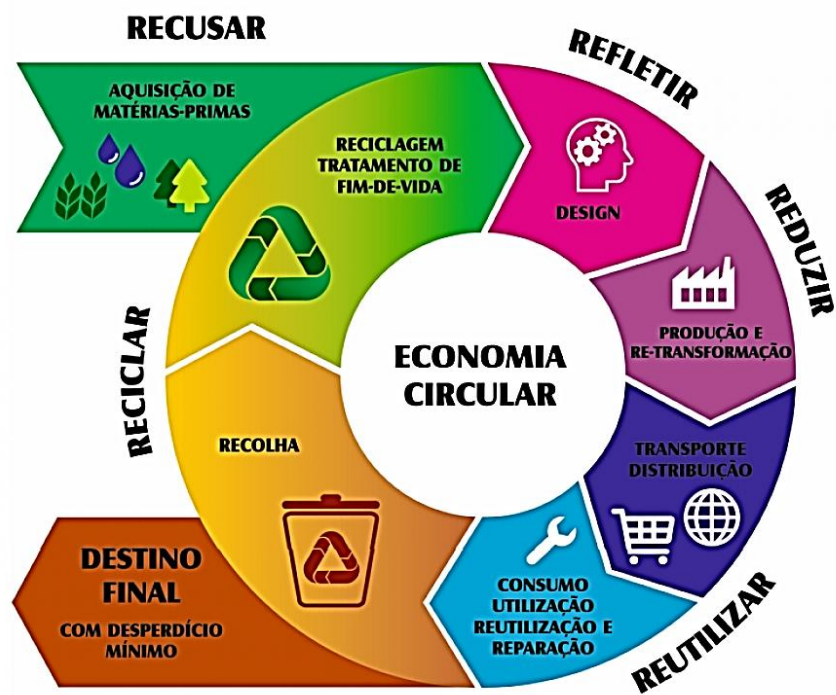 RECUSAR
AQUISIÇÃO DE
MATÉRIAS-PRIMAS
RECICLAGEM
TRATAMENTO DE
FIM-DE-VIDA
REFLETIR
DESIGN
REDUZIR
PRODUÇÃO E
RE-TRANSFORMAÇÃO
ECONOMIA
CIRCULAR
TRANSPORTE
DISTRIBUIÇÃO
REUTILIZAR
CONSUMO
UTILIZAÇÃO
REUTILIZAÇÃO E
REPARAÇÃO
RECICLAR
RECOLHA
DESTINO
FINAL
COM DESPERDÍCIO
MÍNIMO